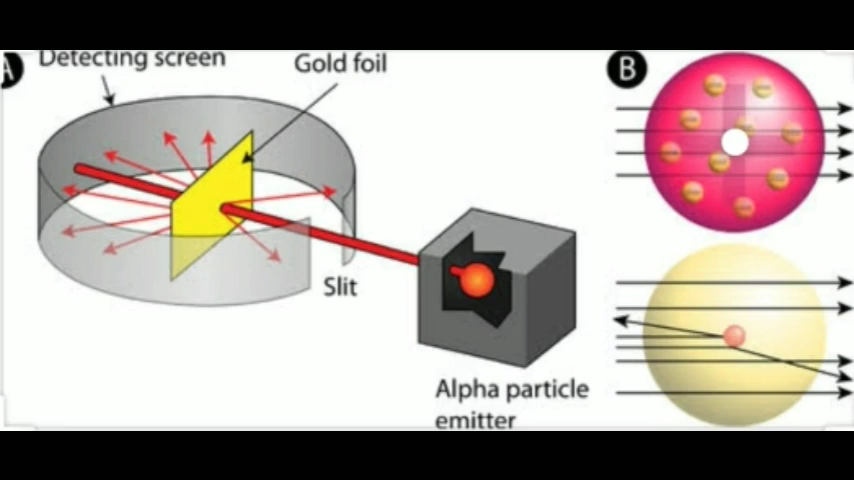 A
Detecting screen
Gold foil
B
Slit
Alpha particle
emitter